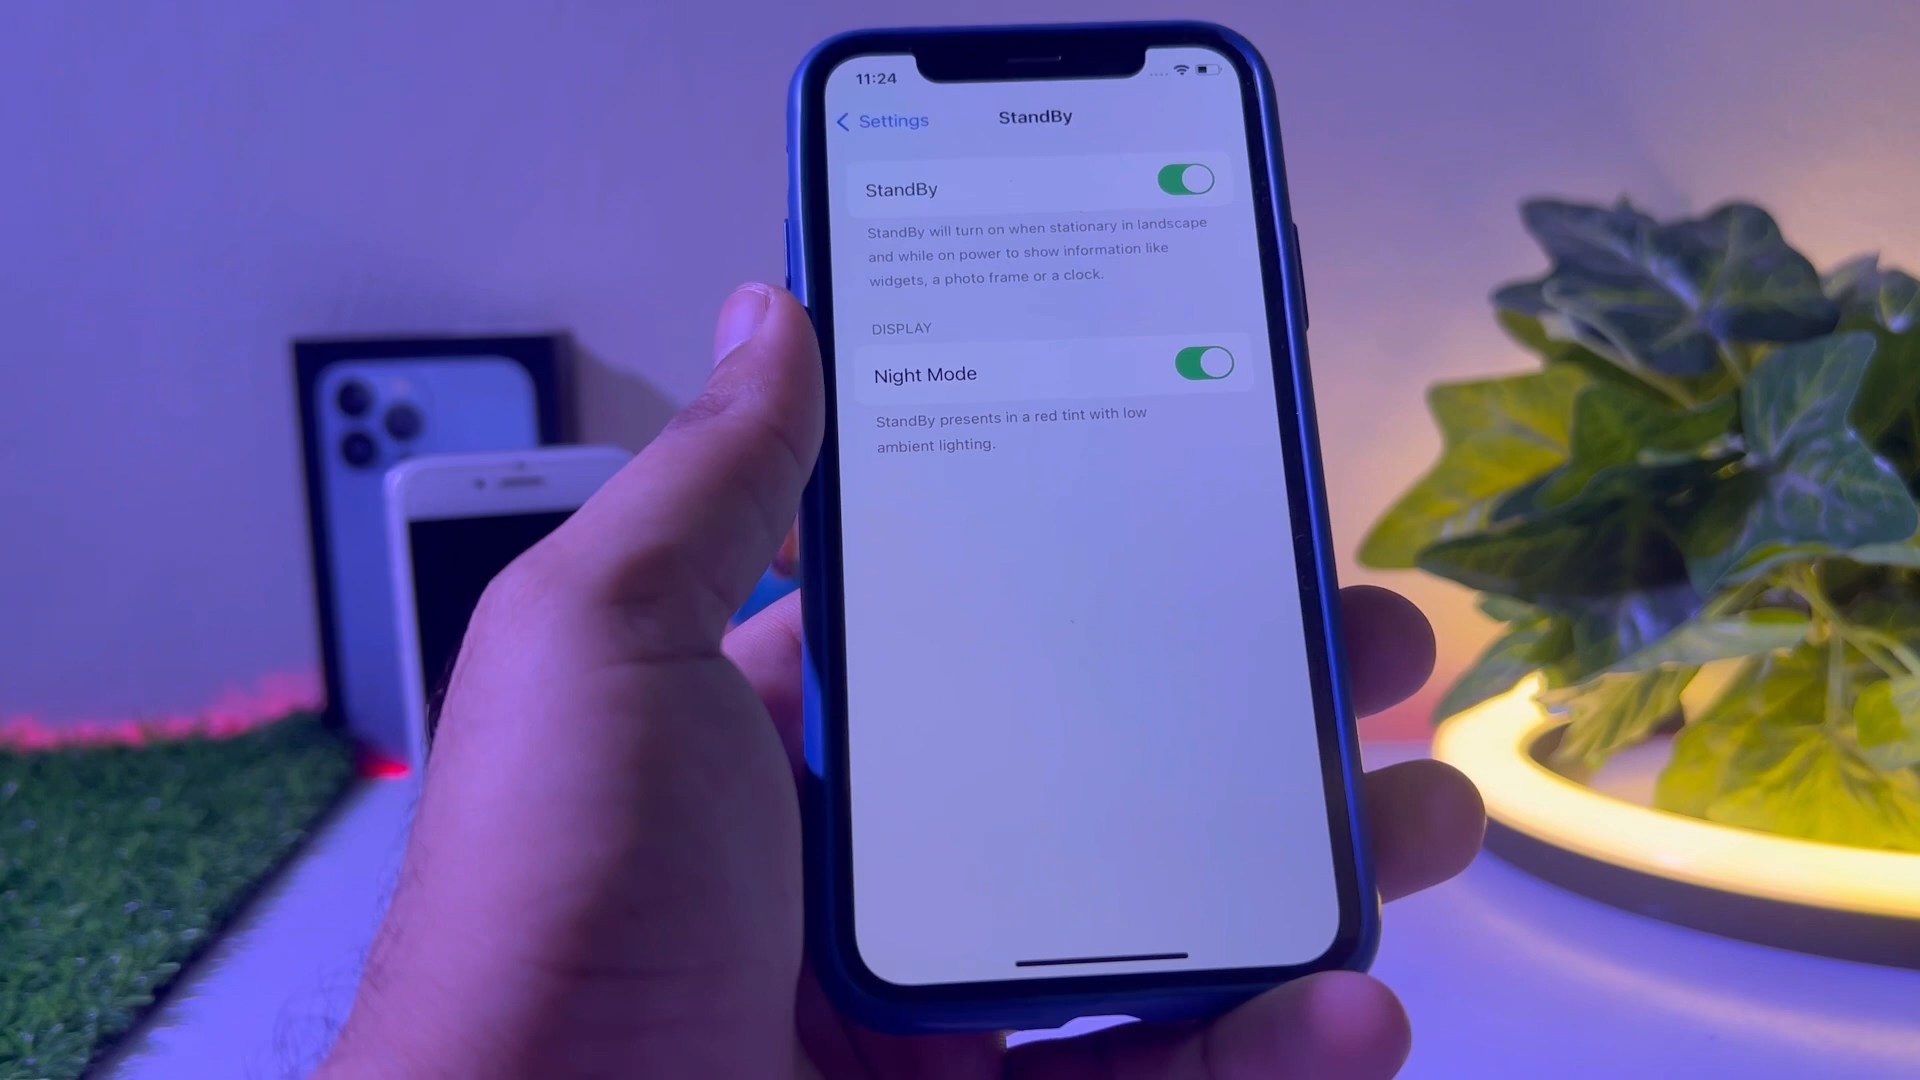 11:24
Settings
StandBy
StandBy
StandBy will turn on when stationary in landscape
and while on power to show information like
widgets, a photo frame or a clock.
DISPLAY
Night Mode
StandBy presents in a red tint with low
ambient lighting.